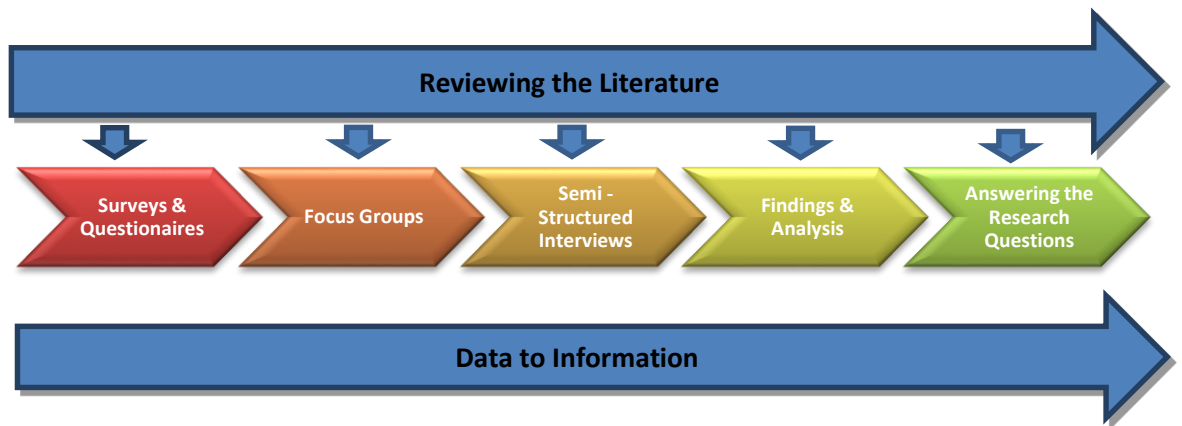 Reviewing the Literature
Surveys &
Questionaires
Focus Groups
Semi -
Structured
Interviews
Findings &
Analysis
Answering the
Research
Questions
Data to Information